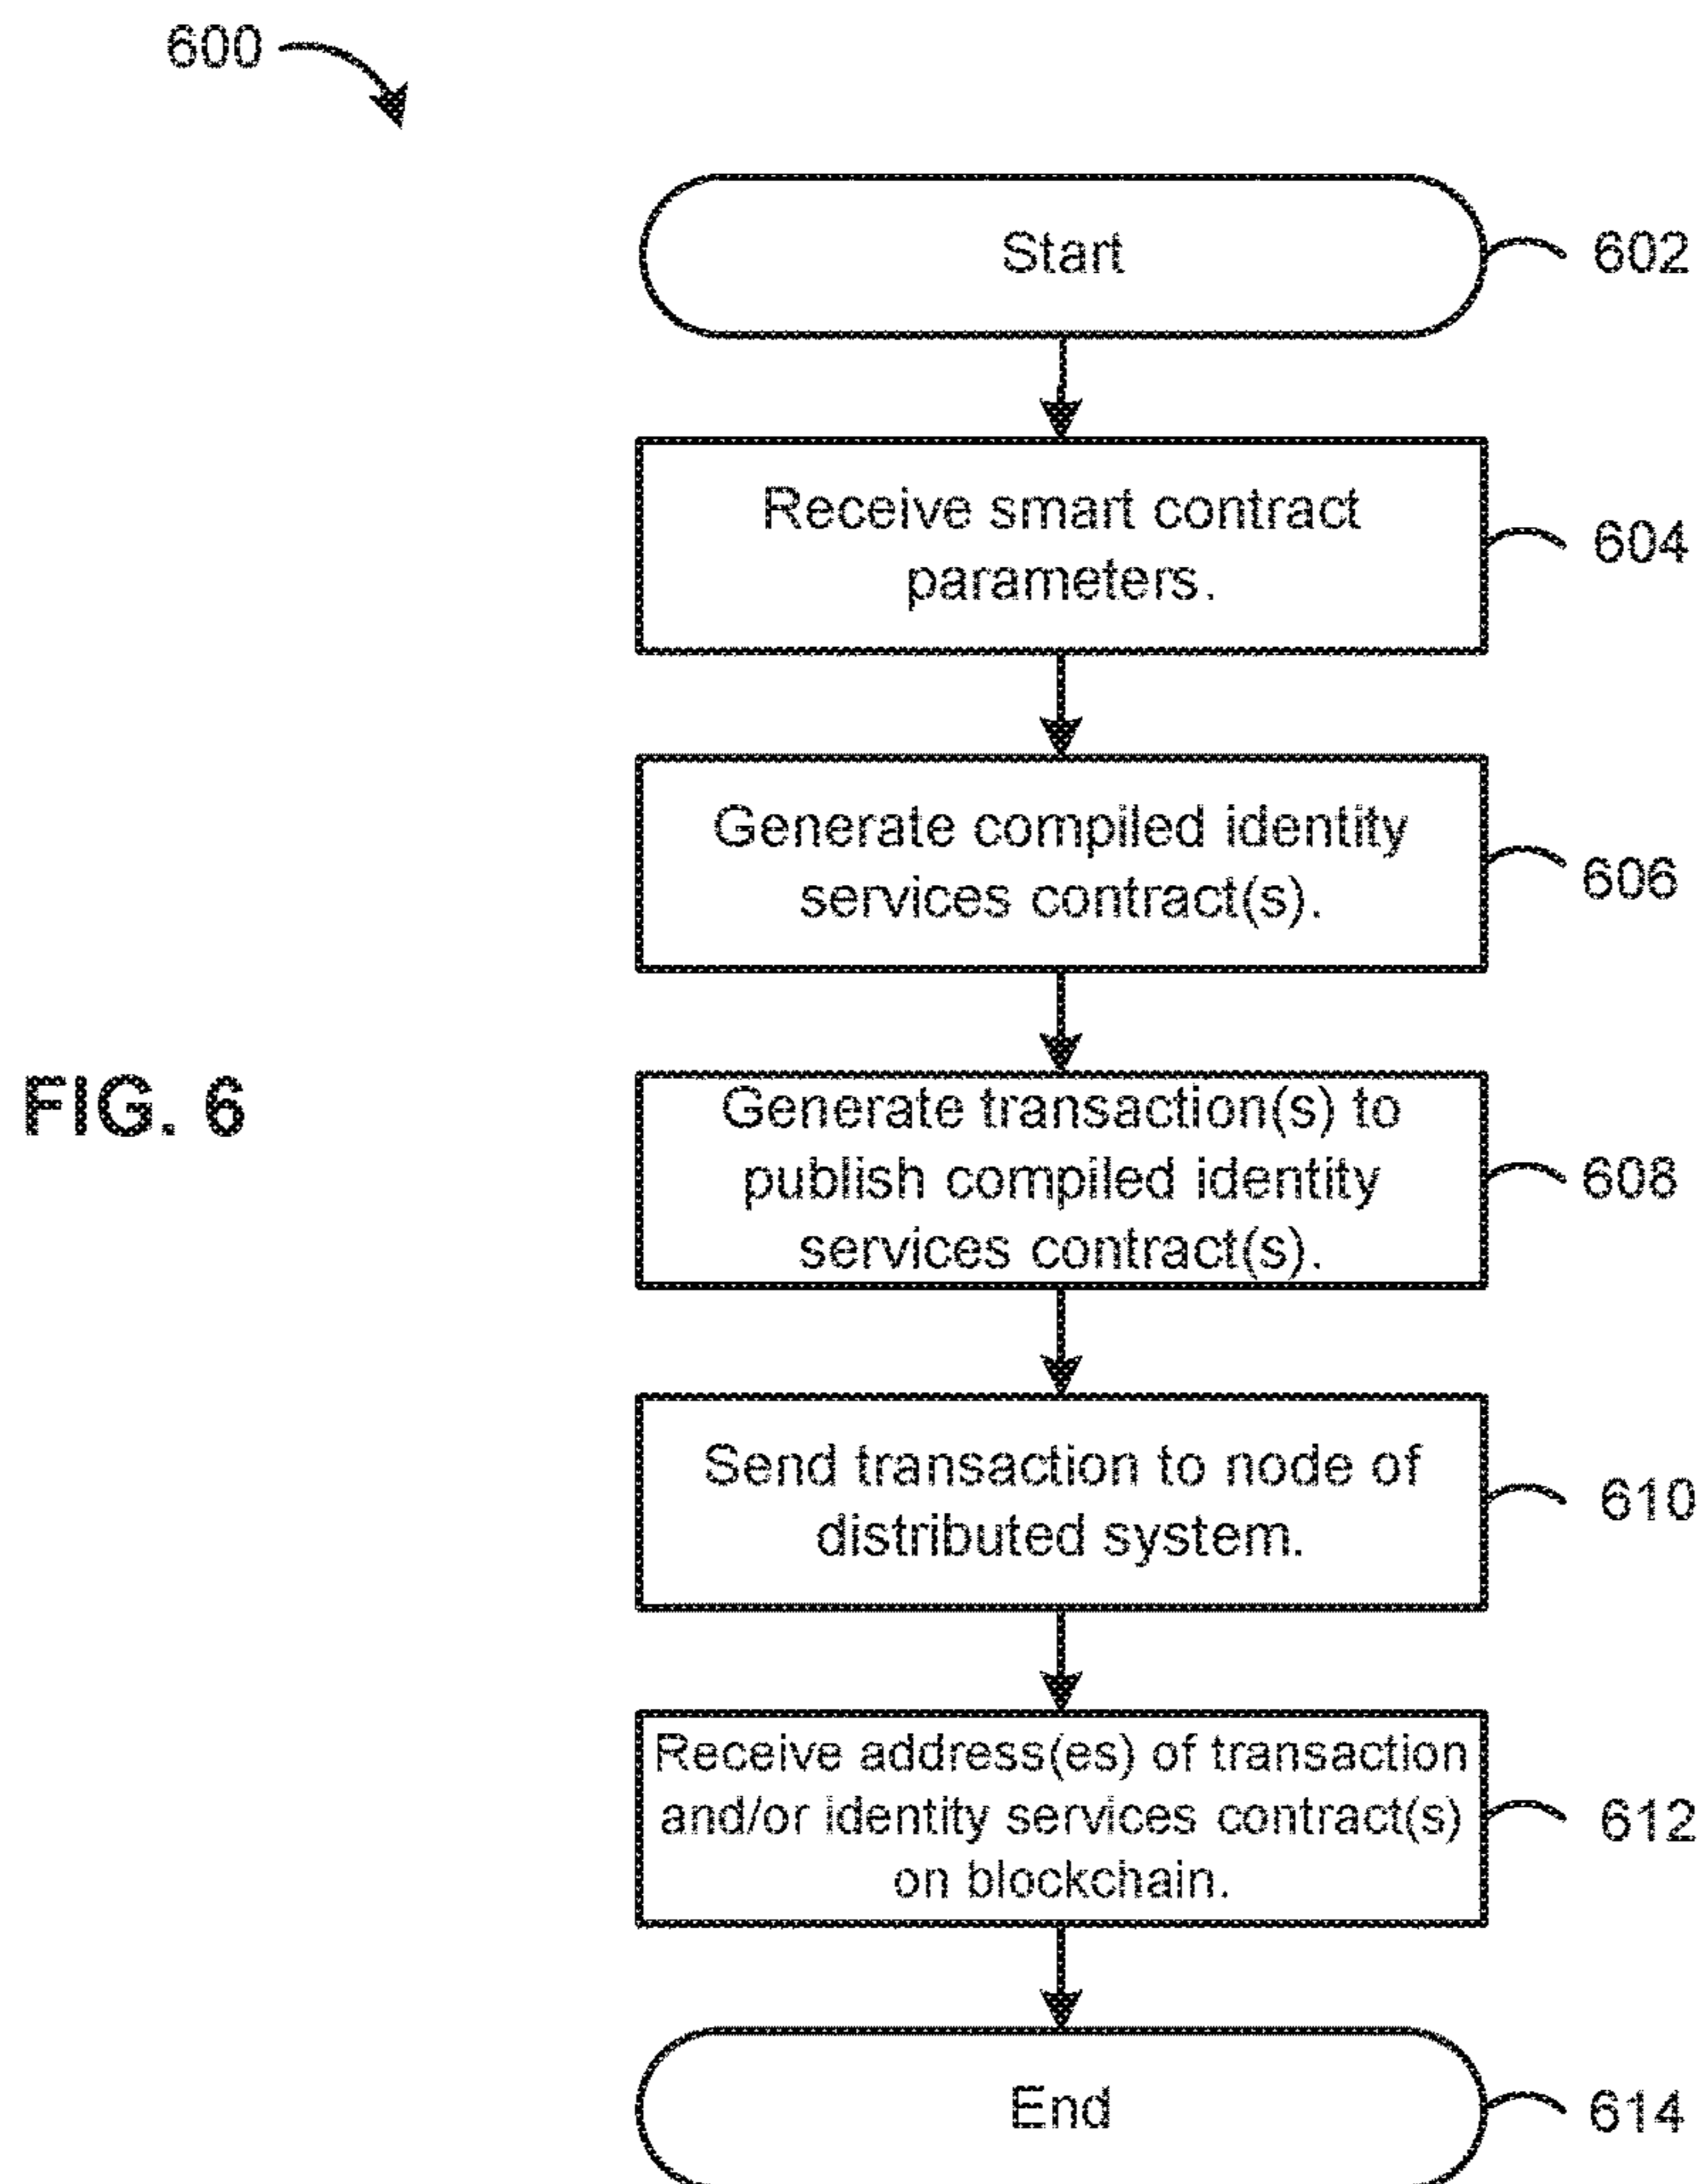 600
Start
602
Receive smart contract
parameters.
604
Generate compiled identity
services contract(s).
606
FIG. 6
Generate transaction(s) to
publish compiled identity
services contract(s).
608
Send transaction to node of
distributed system.
610
Receive address(es) of transaction
and/or identity services contract(s)
on blockchain.
612
End
614